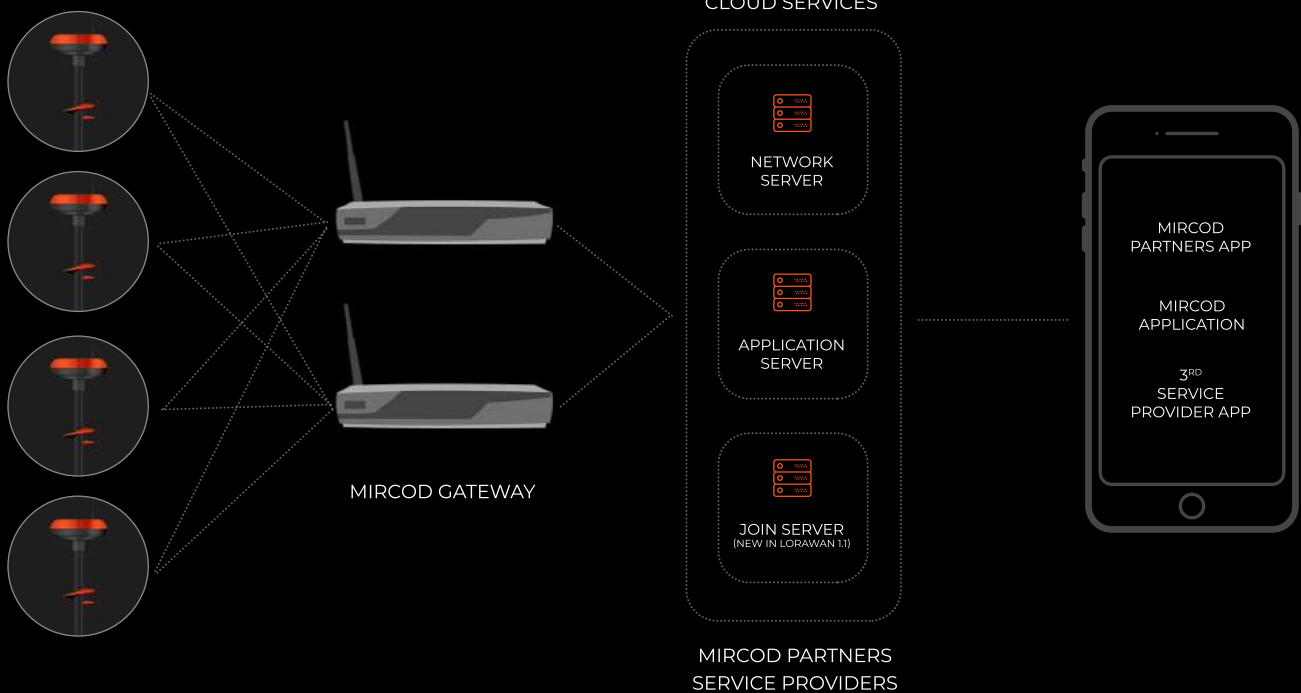 CLOUD SERVICES
NETWORK
SERVER
APPLICATION
SERVER
JOIN SERVER
(NEW IN LORAWAN 1.1)
MIRCOD GATEWAY
MIRCOD PARTNERS
SERVICE PROVIDERS
MIRCOD
PARTNERS APP
MIRCOD
APPLICATION
3RD
SERVICE
PROVIDER APP